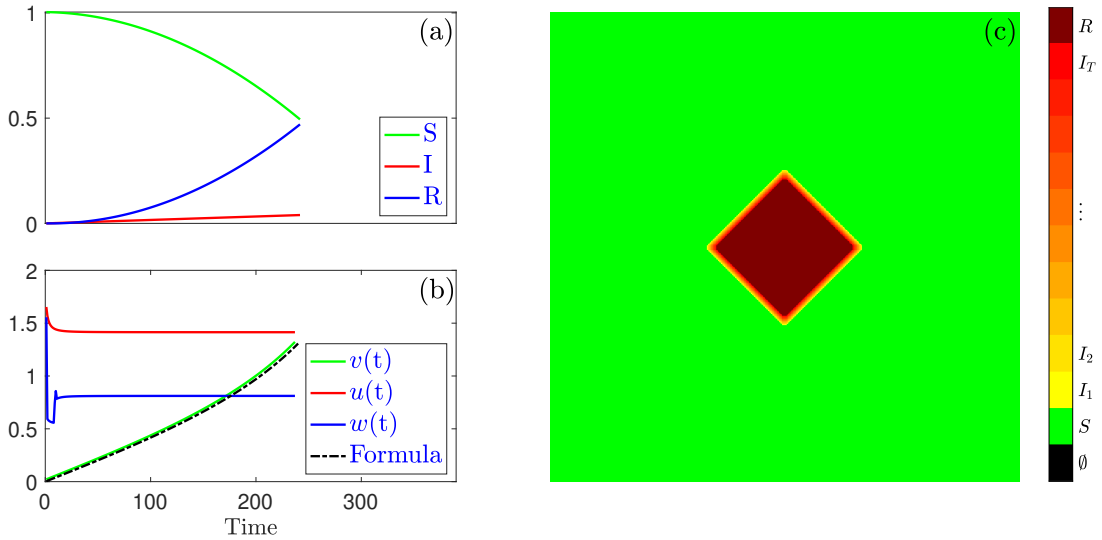 1
0.5
0
(a)
S
I
R
2
1.5
1
0.5
0
(b)
v(t)
u(t)
w(t)
Formula
0
100
200
300
Time
(c)
R
I_T
⋮
I_2
I_1
S
∅